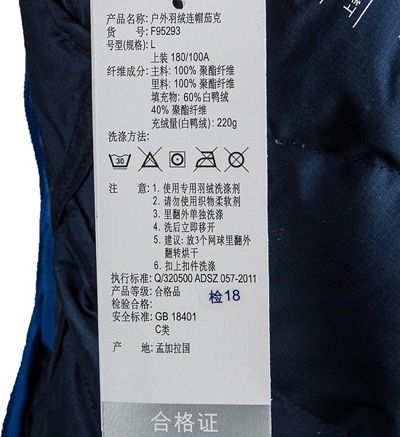 产品名称: 户外羽绒连帽茄克
货 号: F95293
号型(规格): L
上装 180/100A
纤维成分: 主料: 100% 聚酯纤维
里料: 100% 聚酯纤维
填充物: 60%白鸭绒
40% 聚酯纤维
充绒量(白鸭绒): 220g
洗涤方法:
30
注 意: 1. 使用专用羽绒洗涤剂
2. 请勿使用织物柔软剂
3. 里翻外单独洗涤
4. 洗后立即移开
5. 建议: 放3个网球里翻外
翻转烘干
6. 扣上扣件洗涤
执行标准: Q/320500 ADSZ 057-2011
产品等级: 合格品
检验合格: 检18
安全标准: GB 18401
C类
产 地: 孟加拉国
合格证